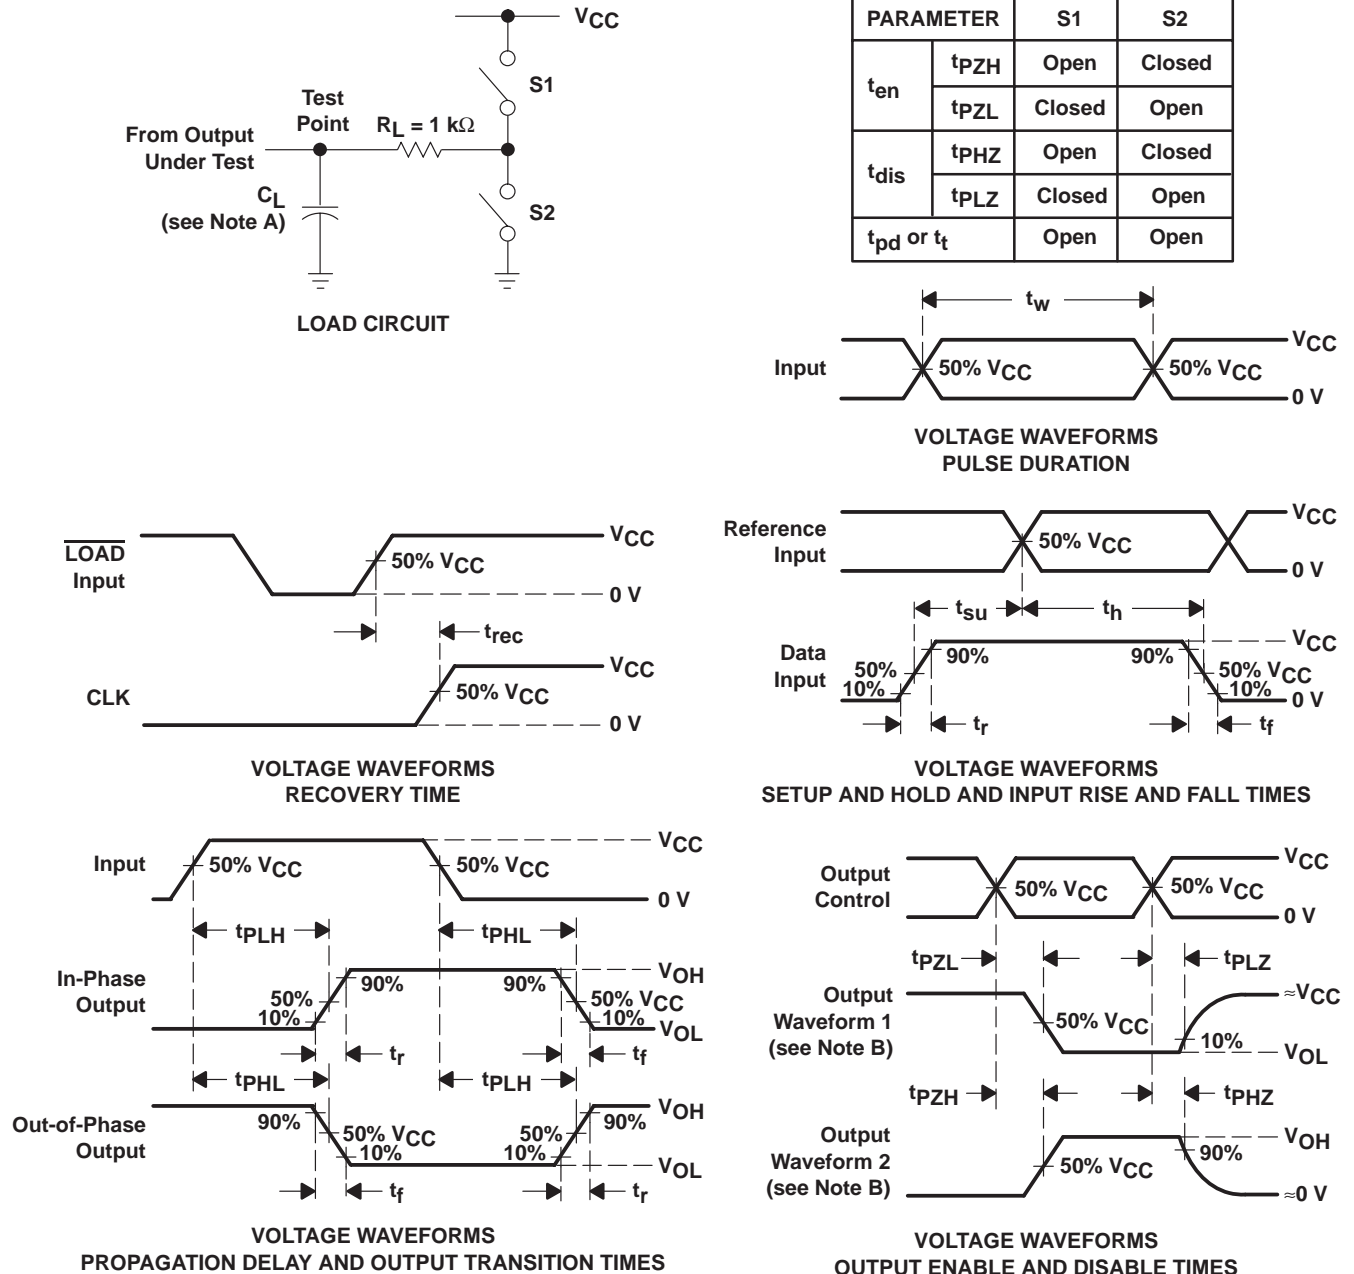 VCC
S1
Test
Point
RL = 1 kΩ
From Output
Under Test
CL
(see Note A)
S2
LOAD CIRCUIT
PARAMETER S1 S2
ten tPZH Open Closed
tPZL Closed Open
tdis tPHZ Open Closed
tPLZ Closed Open
tpd or tt Open Open
tw
Input 50% VCC 50% VCC VCC
0 V
VOLTAGE WAVEFORMS
PULSE DURATION
LOAD
Input
50% VCC
VCC
0 V
trec
CLK
50% VCC
VCC
0 V
VOLTAGE WAVEFORMS
RECOVERY TIME
Reference
Input
50% VCC
VCC
0 V
tsu th
Data
Input
50%
10%
90% 90%
VCC
50% VCC
10%
0 V
tr tf
VOLTAGE WAVEFORMS
SETUP AND HOLD AND INPUT RISE AND FALL TIMES
Input 50% VCC 50% VCC
VCC
0 V
tPLH tPHL
In-Phase
Output
50%
10%
90% 90%
VOH
50% VCC
10%
VOL
tr tf
tPHL tPLH
Out-of-Phase
Output
90%
50% VCC
10%
50%
10%
90%
VOH
VOL
tf tr
VOLTAGE WAVEFORMS
PROPAGATION DELAY AND OUTPUT TRANSITION TIMES
Output
Control
50% VCC 50% VCC
VCC
0 V
tPZL tPLZ
Output
Waveform 1
(see Note B)
50% VCC
10%
≈VCC
VOL
tPZH tPHZ
Output
Waveform 2
(see Note B)
50% VCC
90%
VOH
≈0 V
VOLTAGE WAVEFORMS
OUTPUT ENABLE AND DISABLE TIMES